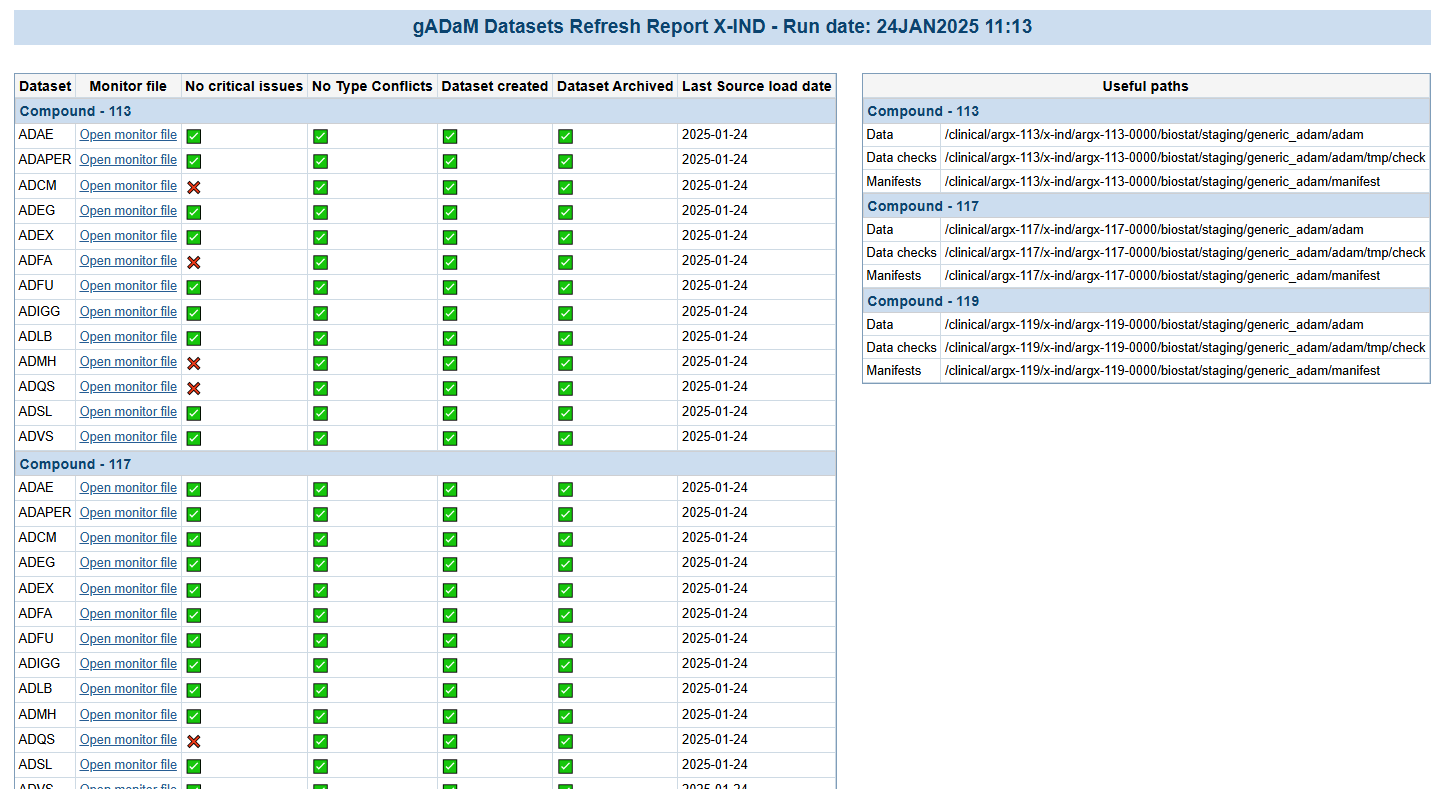 gADaM Datasets Refresh Report X-IND - Run date: 24JAN2025 11:13
Dataset Monitor file No critical issues No Type Conflicts Dataset created Dataset Archived Last Source load date
Compound - 113
ADAE Open monitor file 2025-01-24
ADAPER Open monitor file 2025-01-24
ADCM Open monitor file 2025-01-24
ADEG Open monitor file 2025-01-24
ADEX Open monitor file 2025-01-24
ADFA Open monitor file 2025-01-24
ADFU Open monitor file 2025-01-24
ADIGG Open monitor file 2025-01-24
ADLB Open monitor file 2025-01-24
ADMH Open monitor file 2025-01-24
ADQS Open monitor file 2025-01-24
ADSL Open monitor file 2025-01-24
ADVS Open monitor file 2025-01-24
Compound - 117
ADAE Open monitor file 2025-01-24
ADAPER Open monitor file 2025-01-24
ADCM Open monitor file 2025-01-24
ADEG Open monitor file 2025-01-24
ADEX Open monitor file 2025-01-24
ADFA Open monitor file 2025-01-24
ADFU Open monitor file 2025-01-24
ADIGG Open monitor file 2025-01-24
ADLB Open monitor file 2025-01-24
ADMH Open monitor file 2025-01-24
ADQS Open monitor file 2025-01-24
ADSL Open monitor file 2025-01-24
ADVS Open monitor file 2025-01-24
Useful paths
Compound - 113
Data /clinical/argx-113/x-ind/argx-113-0000/biostat/staging/generic_adam/adam
Data checks /clinical/argx-113/x-ind/argx-113-0000/biostat/staging/generic_adam/adam/tmp/check
Manifests /clinical/argx-113/x-ind/argx-113-0000/biostat/staging/generic_adam/manifest
Compound - 117
Data /clinical/argx-117/x-ind/argx-117-0000/biostat/staging/generic_adam/adam
Data checks /clinical/argx-117/x-ind/argx-117-0000/biostat/staging/generic_adam/adam/tmp/check
Manifests /clinical/argx-117/x-ind/argx-117-0000/biostat/staging/generic_adam/manifest
Compound - 119
Data /clinical/argx-119/x-ind/argx-119-0000/biostat/staging/generic_adam/adam
Data checks /clinical/argx-119/x-ind/argx-119-0000/biostat/staging/generic_adam/adam/tmp/check
Manifests /clinical/argx-119/x-ind/argx-119-0000/biostat/staging/generic_adam/manifest